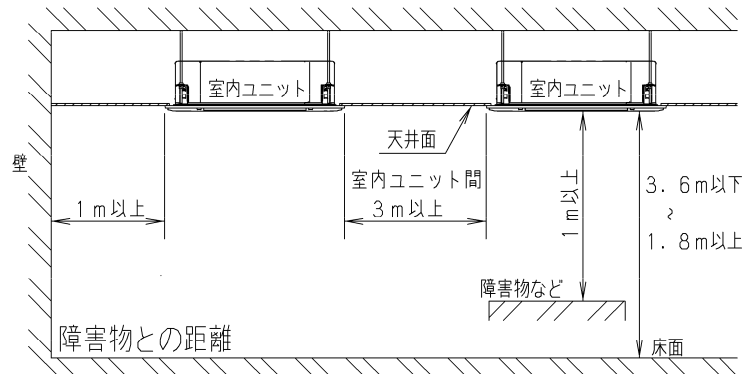 室内ユニット
室内ユニット
天井面
壁
室内ユニット間
1m以上
3m以上
1m以上
3.6m以下
~
1.8m以上
障害物など
障害物との距離
床面